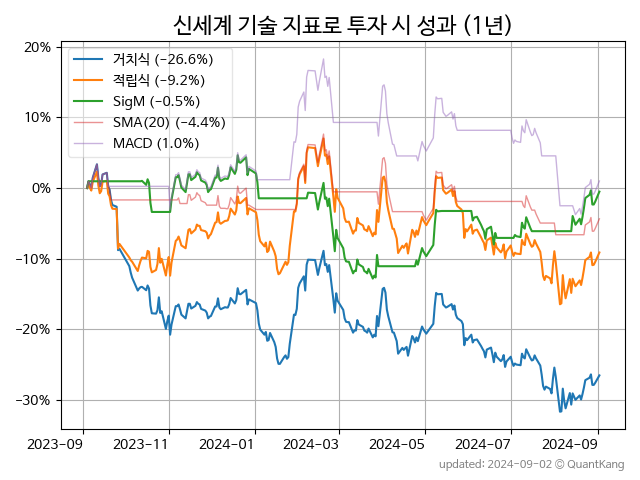 신세계 기술 지표로 투자 시 성과 (1년)
20%
10%
0%
−10%
−20%
−30%
거치식 (−26.6%)
적립식 (−9.2%)
SigM (−0.5%)
SMA(20) (−4.4%)
MACD (1.0%)
2023-09
2023-11
2024-01
2024-03
2024-05
2024-07
2024-09
updated: 2024-09-02 © QuantKang